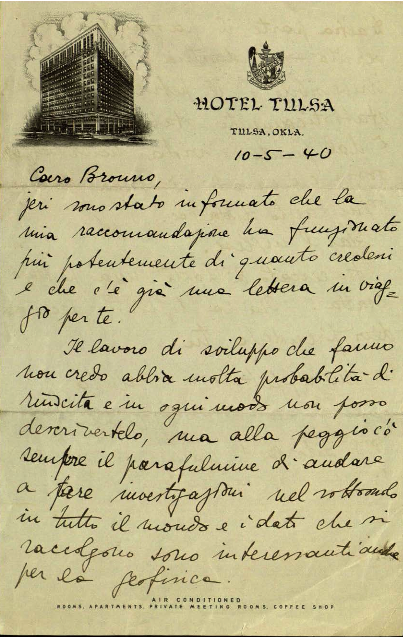 HOTEL TULSA
TULSA, OKLA.
10-5-40
Caro Brouno,
jeri sono stato informato che la
mia raccomandazione ha funzionato
più potentemente di quanto credessi
e che c'è già una lettera in viag=
gio per te.
Il lavoro di sviluppo che fanno
non credo abbia molta probabilità di
riuscita e in ogni modo non posso
descrivertelo, ma alla peggio c'è
sempre il parafulmine di andare
a fare investigazioni nel sottosuolo
in tutto il mondo e i dati che si
raccolgono sono interessanti anche
per la geofisica.
AIR CONDITIONED
ROOMS, APARTMENTS, PRIVATE MEETING ROOMS, COFFEE SHOP